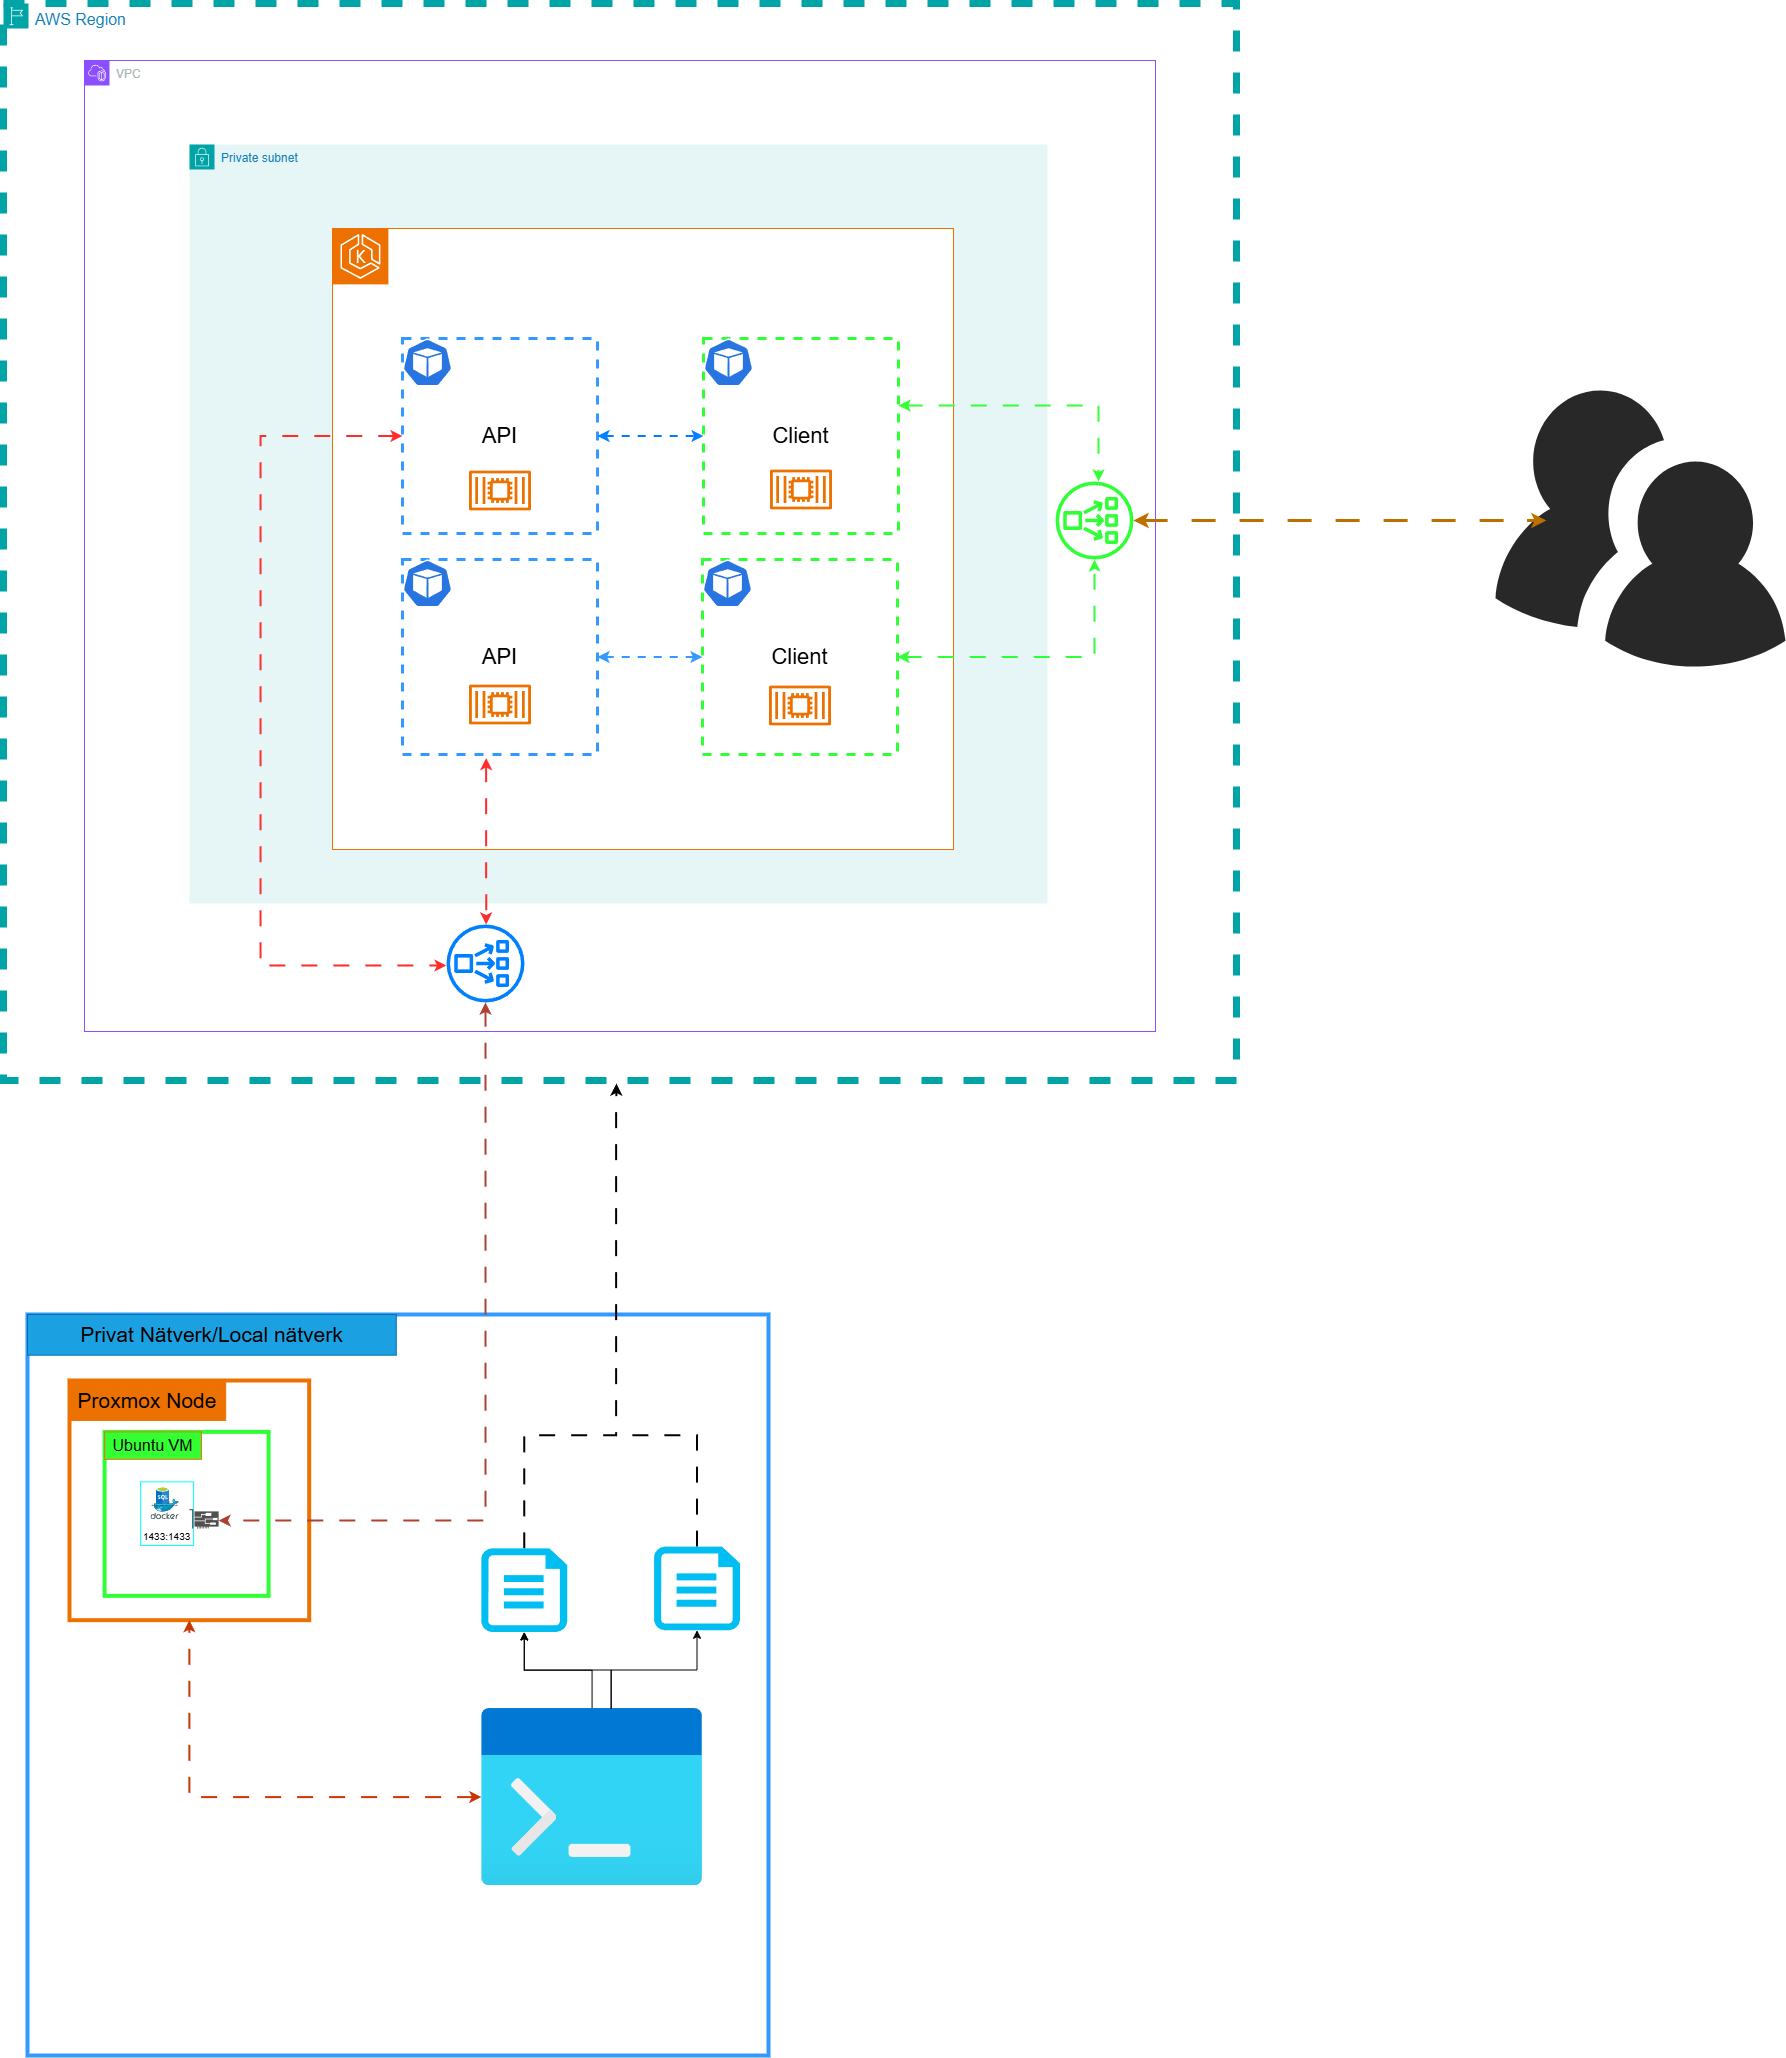 AWS Region
VPC
Private subnet
K
API
Client
API
Client
Privat Nätverk/Local nätverk
Proxmox Node
Ubuntu VM
SQL
docker
1433:1433
>_